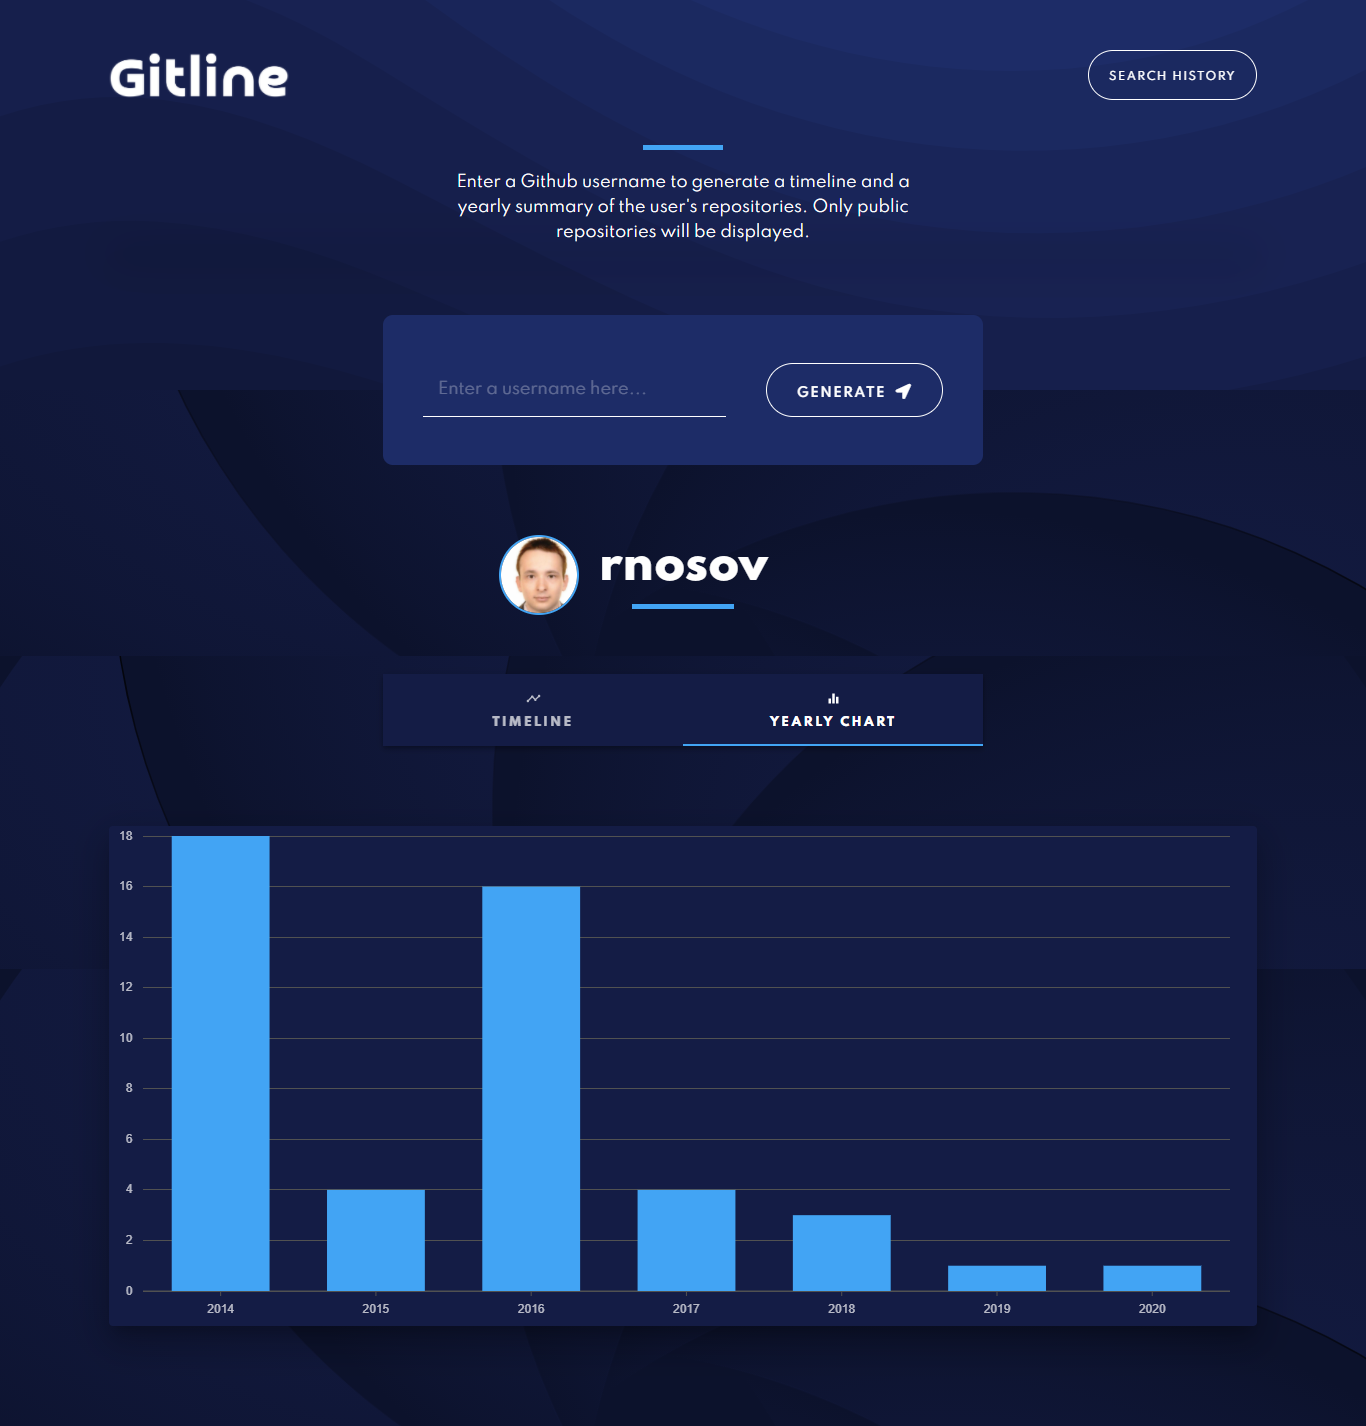 Gitline
SEARCH HISTORY
Enter a Github username to generate a timeline and a
yearly summary of the user's repositories. Only public
repositories will be displayed.
Enter a username here...
GENERATE
rnosov
TIMELINE
YEARLY CHART
18
16
14
12
10
8
6
4
2
0
2014 2015 2016 2017 2018 2019 2020